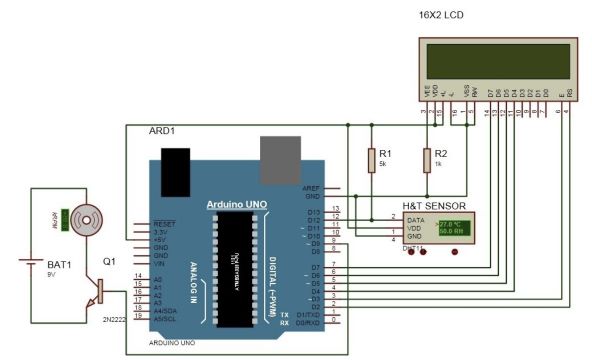 16X2 LCD
VEE
VDD
+L
-L
VSS
RW
D7
D6
D5
D4
D3
D2
D1
D0
E
RS
3 2 15 16 1 5 14 13 12 11 10 9 8 7 6 4
ARD1
R1
5k
R2
1k
AREF
GND
H&T SENSOR
2 DATA
1 VDD
4 GND
>27.0 °C
50.0 RH
DHT11
Arduino UNO
RESET
3.3V
+5V
GND
GND
VIN
D13 13
D12 12
~D11 11
~D10 10
~D9 9
D8 8
D7 7
~D6 6
~D5 5
D4 4
~D3 3
D2 2
TX D1/TXD 1
RX D0/RXD 0
14 A0
15 A1
16 A2
17 A3
18 A4/SDA
19 A5/SCL
ANALOG IN
DIGITAL (~PWM)
BAT1
9V
Q1
2N2222
ARDUINO UNO